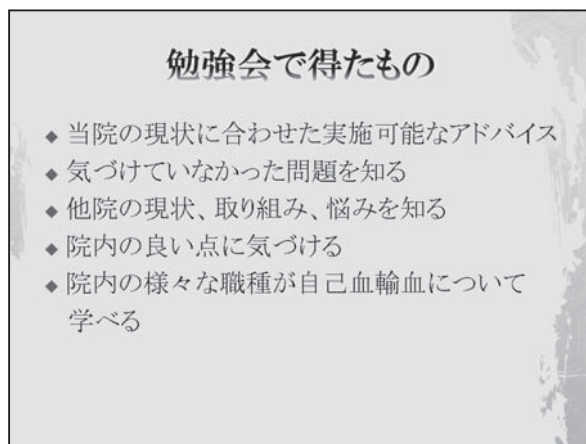 勉強会で得たもの
◆ 当院の現状に合わせた実施可能なアドバイス
◆ 気づけていなかった問題を知る
◆ 他院の現状、取り組み、悩みを知る
◆ 院内の良い点に気づける
◆ 院内の様々な職種が自己血輸血について
学べる